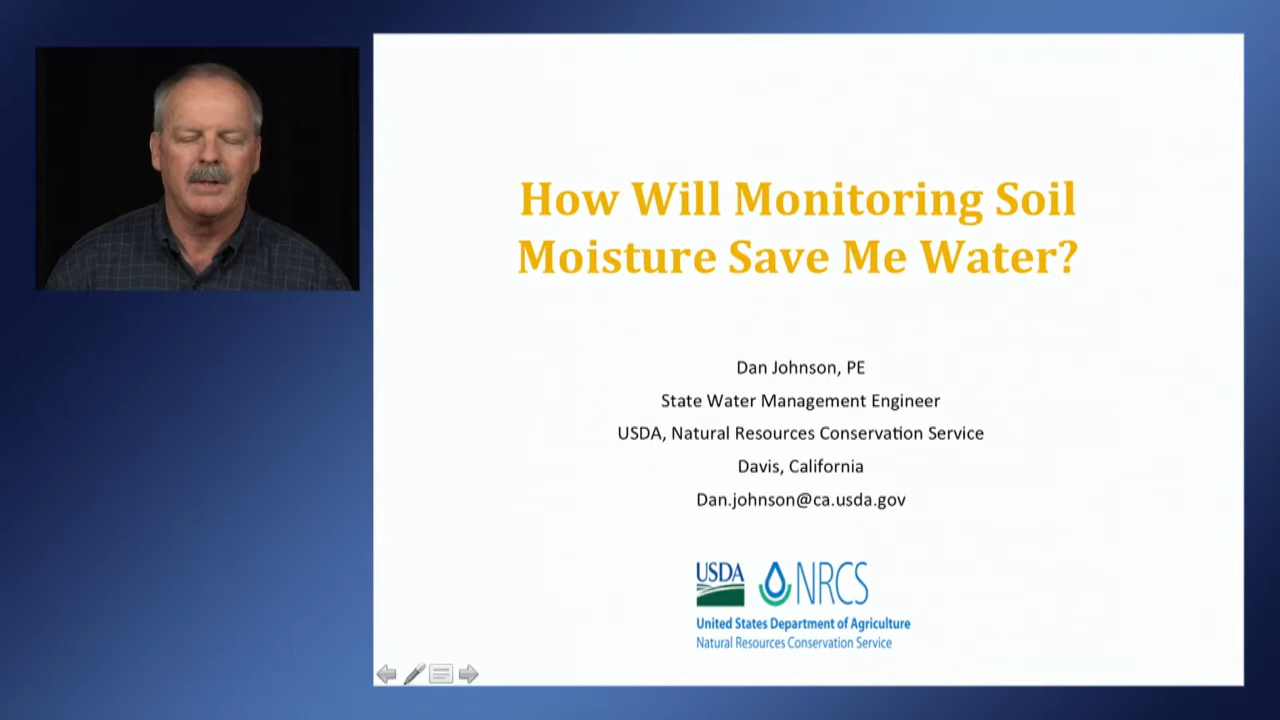 How Will Monitoring Soil
Moisture Save Me Water?
Dan Johnson, PE
State Water Management Engineer
USDA, Natural Resources Conservation Service
Davis, California
Dan.johnson@ca.usda.gov
USDA NRCS
United States Department of Agriculture
Natural Resources Conservation Service